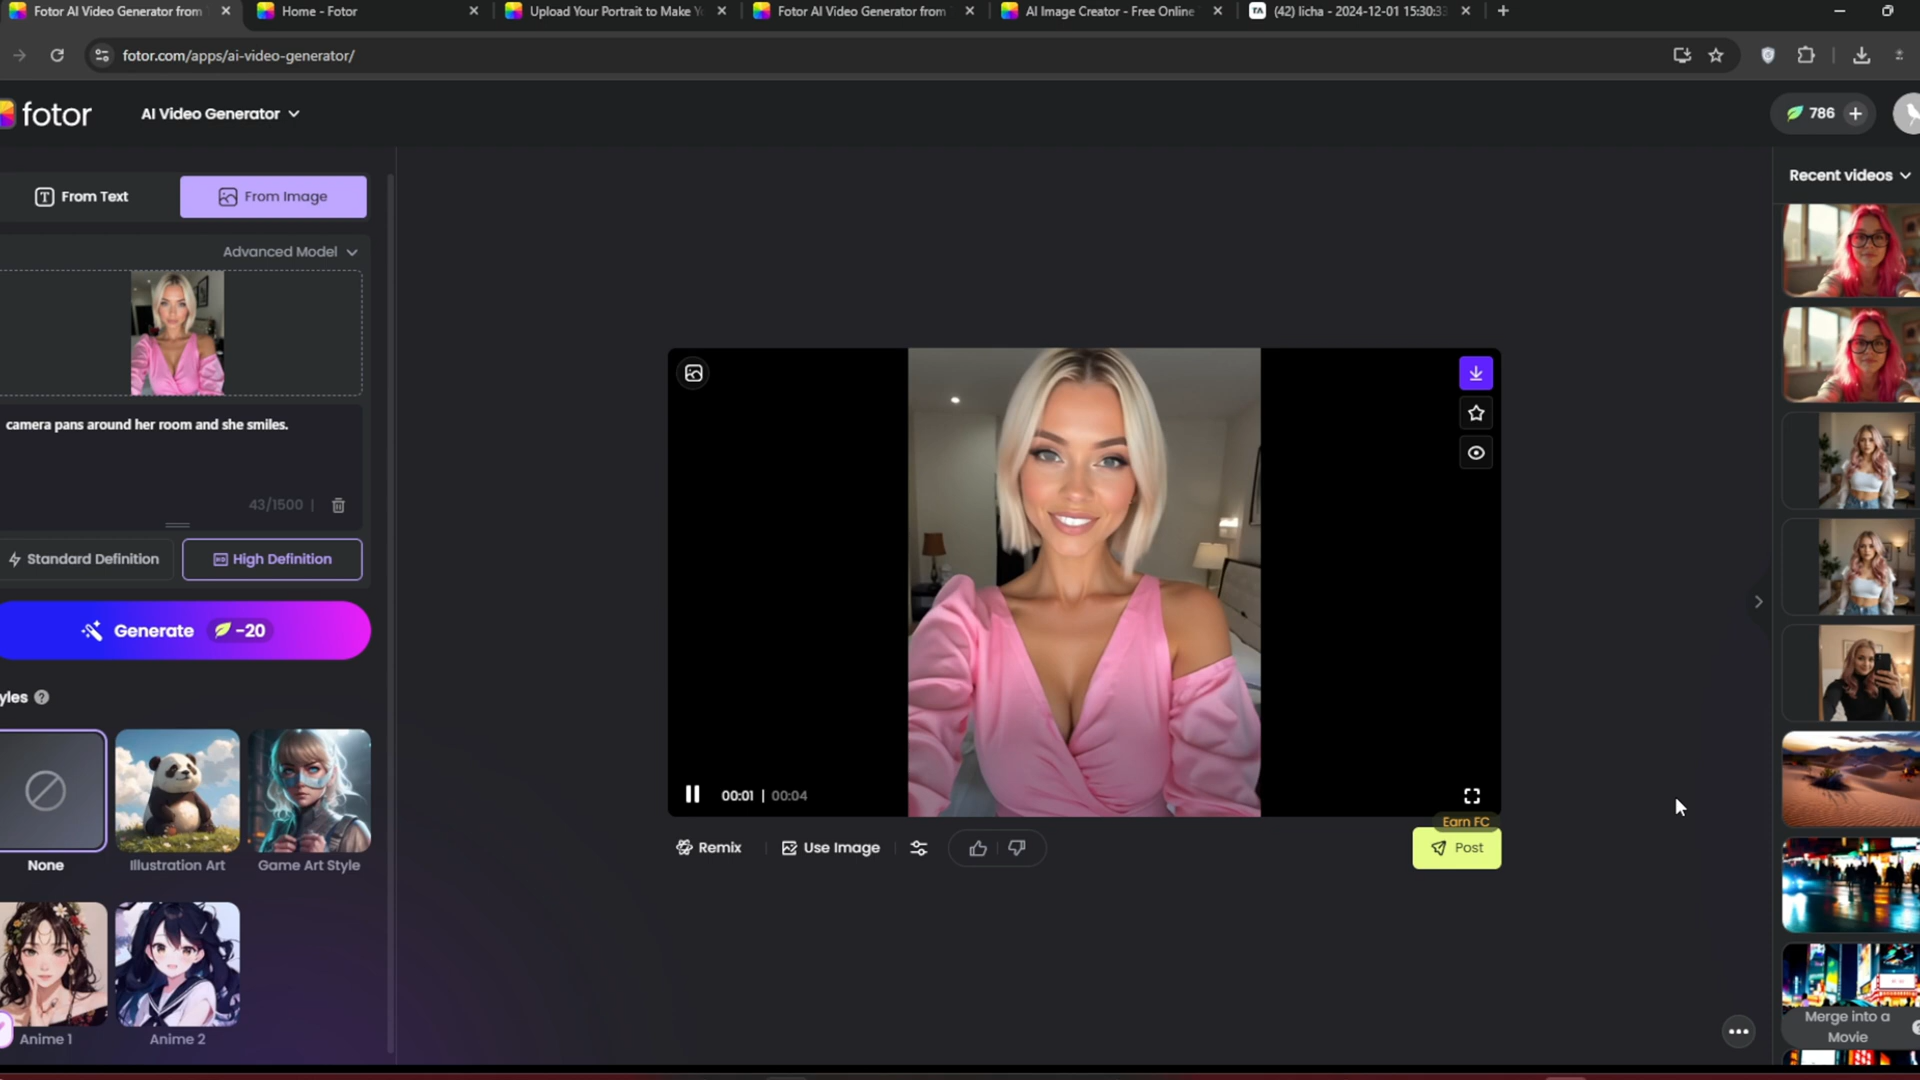 Fotor AI Video Generator from
Home - Fotor
Upload Your Portrait to Make Y
Fotor AI Video Generator from
AI Image Creator - Free Online
TA
(42) licha - 2024-12-01 15:30:33
fotor.com/apps/ai-video-generator/
fotor
AI Video Generator
786
From Text
From Image
Recent videos
Advanced Model
camera pans around her room and she smiles.
43/1500
Standard Definition
High Definition
Generate
-20
yles
None
Illustration Art
Game Art Style
Anime 1
Anime 2
00:01 | 00:04
Earn FC
Remix
Use Image
Post
Merge into a
Movie